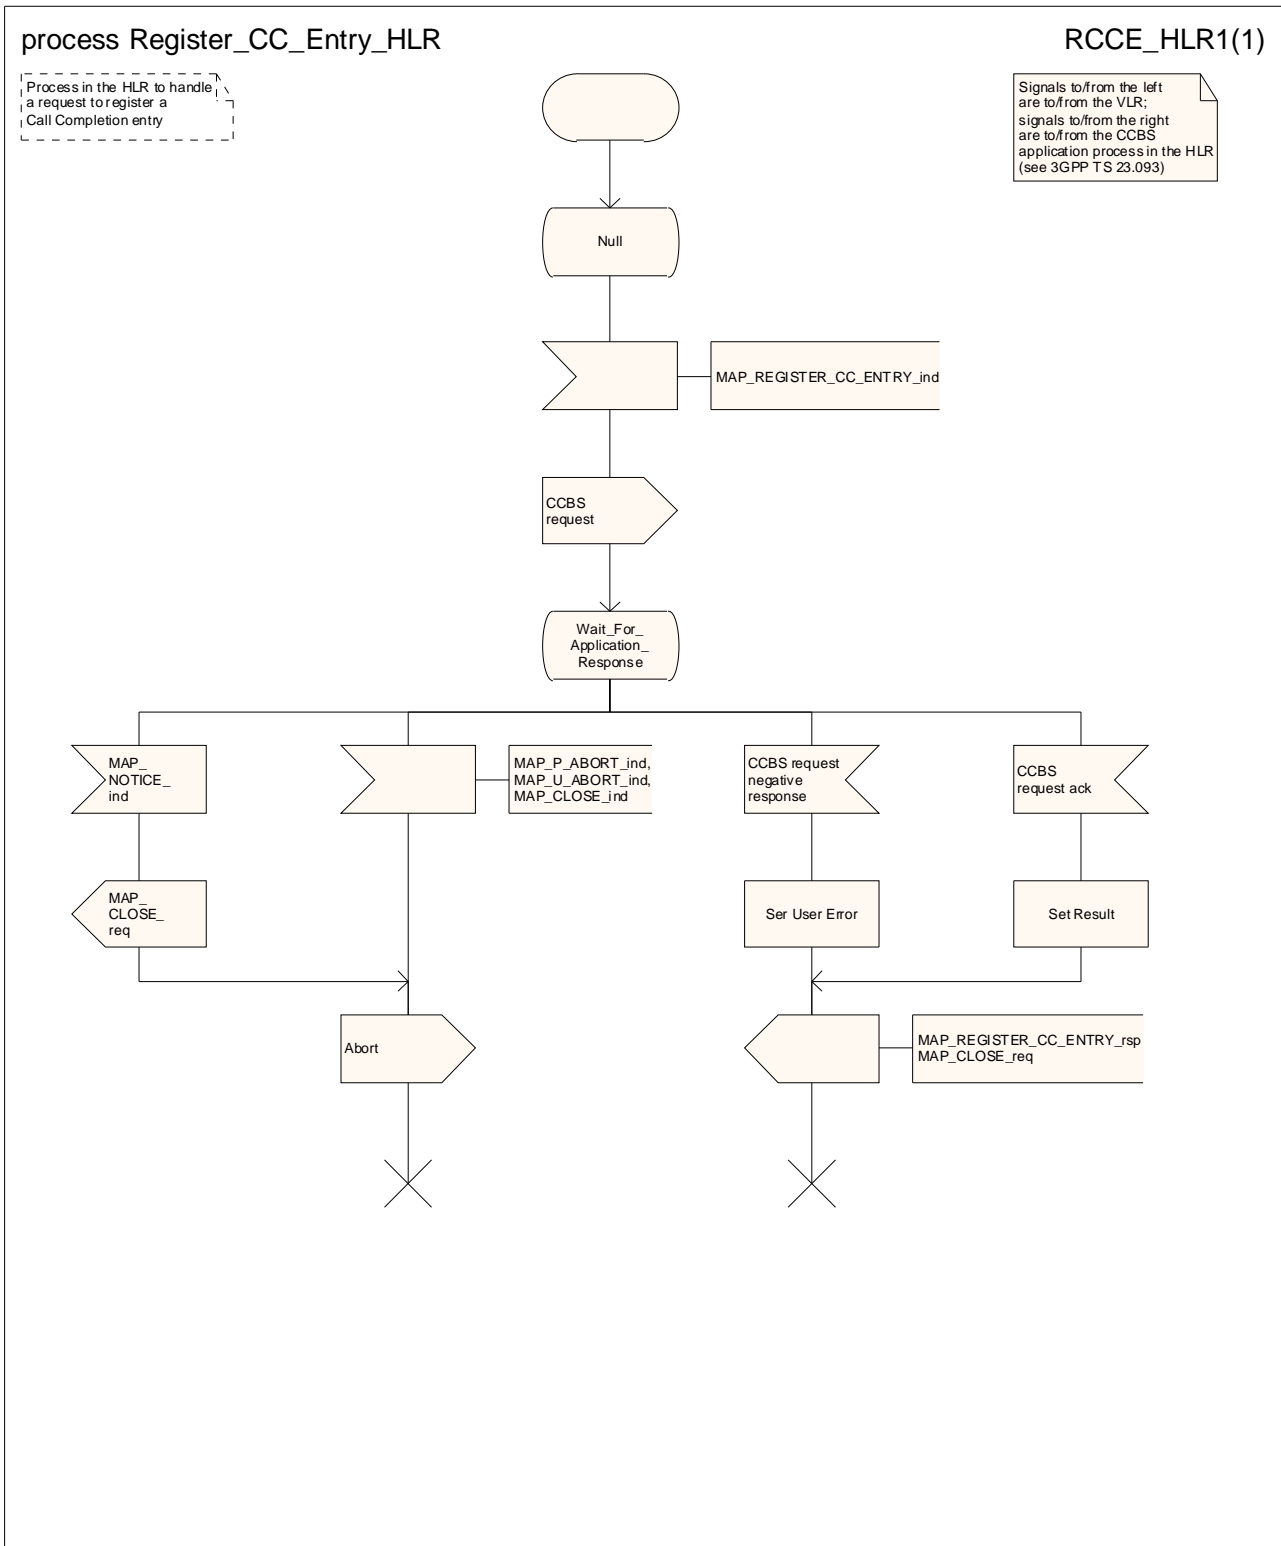 process Register_CC_Entry_HLR
RCCE_HLR1(1)
Process in the HLR to handle
a request to register a
Call Completion entry
Signals to/from the left
are to/from the VLR;
signals to/from the right
are to/from the CCBS
application process in the HLR
(see 3GPP TS 23.093)
Null
MAP_REGISTER_CC_ENTRY_ind
CCBS
request
Wait_For_
Application_
Response
MAP_
NOTICE_
ind
MAP_P_ABORT_ind,
MAP_U_ABORT_ind,
MAP_CLOSE_ind
CCBS request
negative
response
CCBS
request ack
MAP_
CLOSE_
req
Ser User Error
Set Result
Abort
MAP_REGISTER_CC_ENTRY_rsp
MAP_CLOSE_req